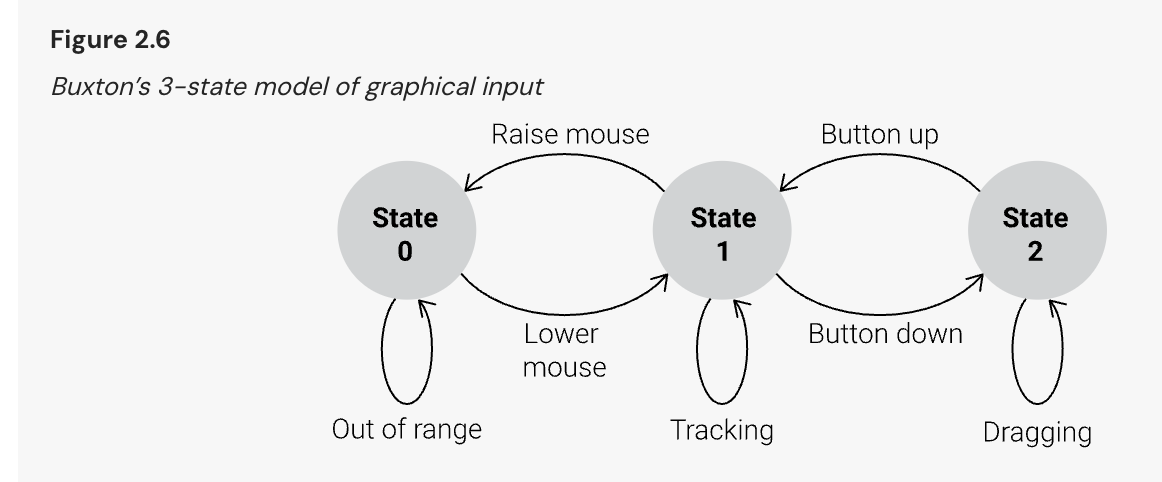 Figure 2.6
Buxton's 3-state model of graphical input
Raise mouse
Button up
State
0
State
1
State
2
Lower
mouse
Button down
Out of range
Tracking
Dragging